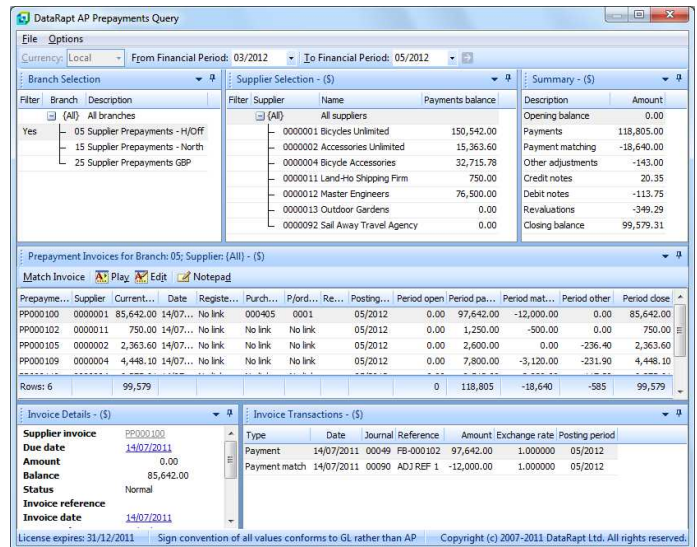 DataRapt AP Prepayments Query
File Options
Currency: Local From Financial Period: 03/2012 To Financial Period: 05/2012
Branch Selection
Filter Branch Description
{All} All branches
Yes 05 Supplier Prepayments - H/Off
15 Supplier Prepayments - North
25 Supplier Prepayments GBP
Supplier Selection - ($)
Filter Supplier Name Payments balance
{All} All suppliers
0000001 Bicycles Unlimited 150,542.00
0000002 Accessories Unlimited 15,363.60
0000004 Bicycle Accessories 32,715.78
0000011 Land-Ho Shipping Firm 750.00
0000012 Master Engineers 76,500.00
0000013 Outdoor Gardens 0.00
0000092 Sail Away Travel Agency 0.00
Summary - ($)
Description Amount
Opening balance 0.00
Payments 118,805.00
Payment matching -18,640.00
Other adjustments -143.00
Credit notes 20.35
Debit notes -113.75
Revaluations -349.29
Closing balance 99,579.31
Prepayment Invoices for Branch: 05; Supplier: {All} - ($)
Match Invoice Play Edit Notepad
Prepayme... Supplier Current... Date Registe... Purch... P/ord... Re... Posting... Period open Period pa... Period mat... Period other Period close
PP000100 0000001 85,642.00 14/07... No link 000405 0001 05/2012 0.00 97,642.00 -12,000.00 0.00 85,642.00
PP000102 0000011 750.00 14/07... No link No link No link 05/2012 0.00 1,250.00 -500.00 0.00 750.00
PP000105 0000002 2,363.60 14/07... No link No link No link 05/2012 0.00 2,600.00 0.00 -236.40 2,363.60
PP000109 0000004 4,448.10 14/07... No link No link No link 05/2012 0.00 7,800.00 -3,120.00 -231.90 4,448.10
Rows: 6 99,579 0 118,805 -18,640 -585 99,579
Invoice Details - ($)
Supplier invoice PP000100
Due date 14/07/2011
Amount 0.00
Balance 85,642.00
Status Normal
Invoice reference
Invoice date 14/07/2011
Invoice Transactions - ($)
Type Date Journal Reference Amount Exchange rate Posting period
Payment 14/07/2011 00049 FB-000102 97,642.00 1.000000 05/2012
Payment match 14/07/2011 00090 ADJ REF 1 -12,000.00 1.000000 05/2012
License expires: 31/12/2011 Sign convention of all values conforms to GL rather than AP Copyright (c) 2007-2011 DataRapt Ltd. All rights reserved.